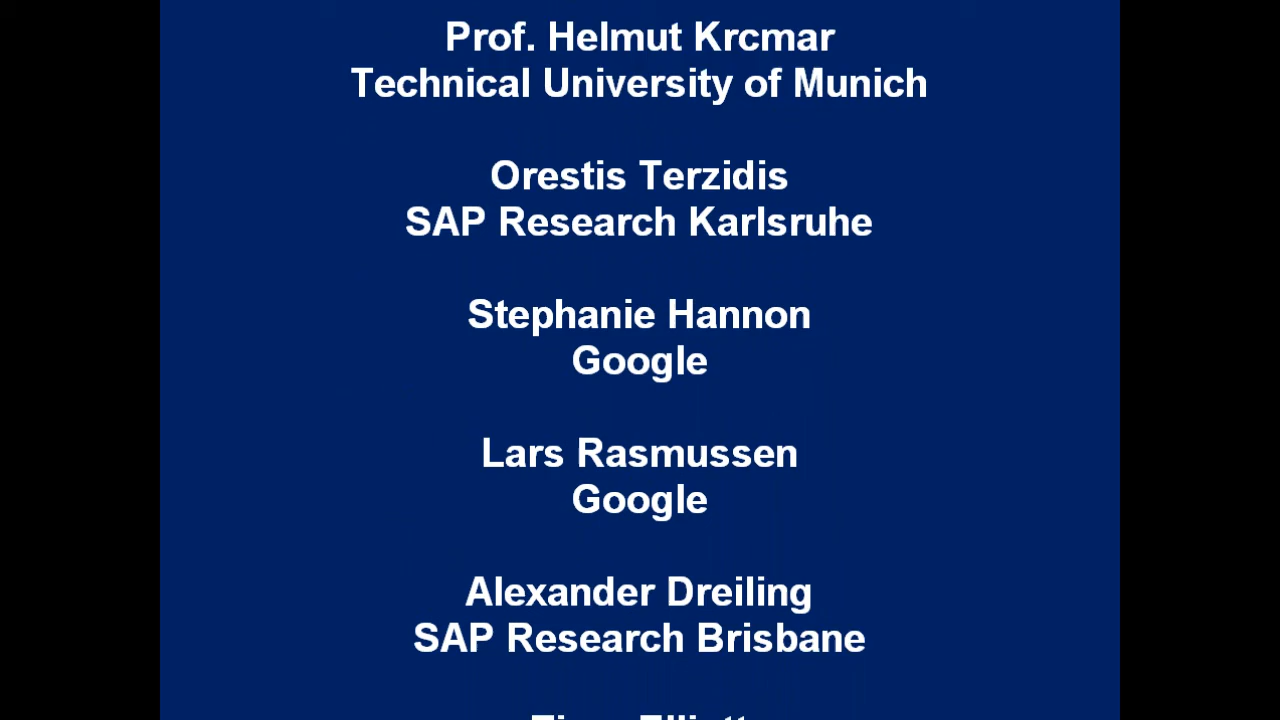 Prof. Helmut Krcmar
Technical University of Munich
Orestis Terzidis
SAP Research Karlsruhe
Stephanie Hannon
Google
Lars Rasmussen
Google
Alexander Dreiling
SAP Research Brisbane